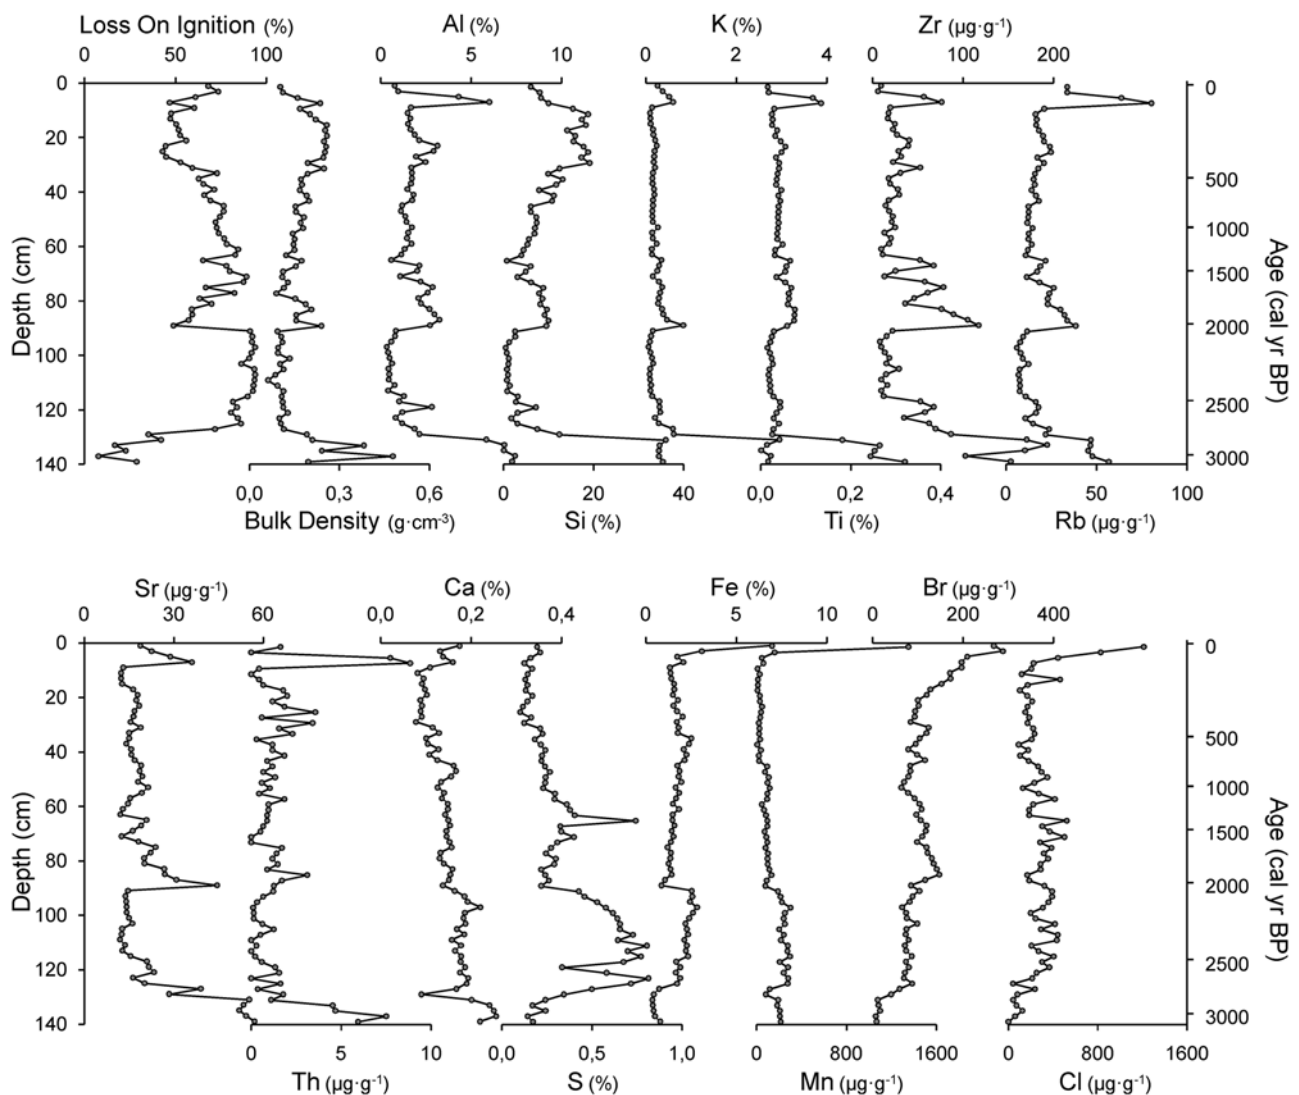 Loss On Ignition (%) Al (%) K (%) Zr (µg·g-1)
0 50 100 0 5 10 0 2 4 0 100 200
0 0
20
40 500
60 1000
80 1500
100 2000
120 2500
140 3000
Depth (cm)
Age (cal yr BP)
0,0 0,3 0,6 0 20 40 0,0 0,2 0,4 0 50 100
Bulk Density (g·cm-3) Si (%) Ti (%) Rb (µg·g-1)
Sr (µg·g-1) Ca (%) Fe (%) Br (µg·g-1)
0 30 60 0,0 0,2 0,4 0 5 10 0 200 400
0 0
20
40 500
60 1000
80 1500
100 2000
120 2500
140 3000
Depth (cm)
Age (cal yr BP)
0 5 10 0,0 0,5 1,0 0 800 1600 0 800 1600
Th (µg·g-1) S (%) Mn (µg·g-1) Cl (µg·g-1)